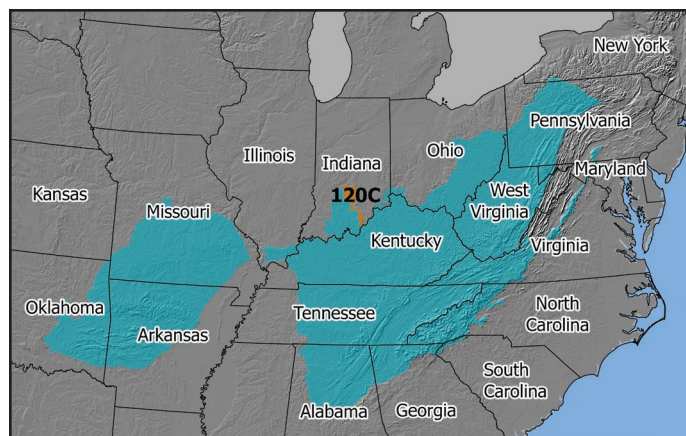 New York
Pennsylvania
Ohio
Illinois
Indiana
Maryland
Kansas
120C
West
Virginia
Missouri
Kentucky
Virginia
Oklahoma
Tennessee
North
Carolina
Arkansas
South
Carolina
Alabama
Georgia